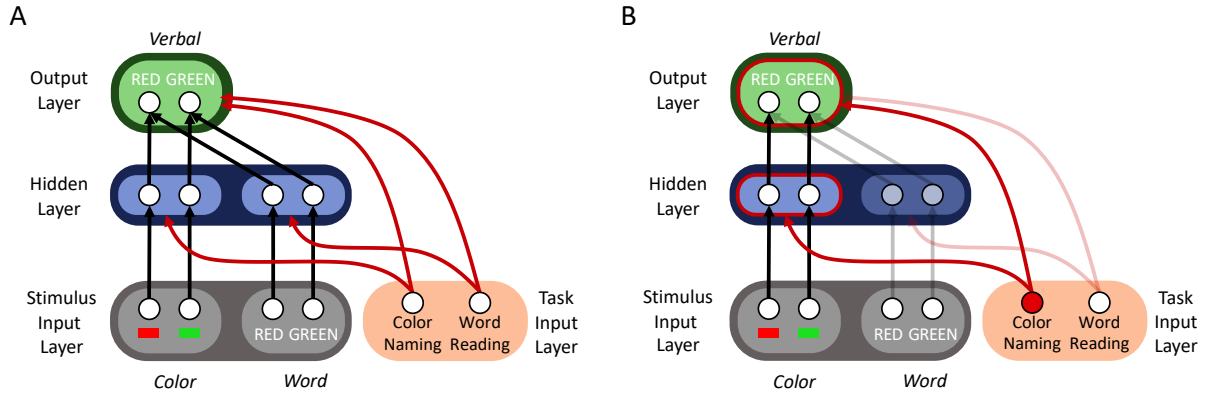 A
Verbal
Output
Layer
RED GREEN
Hidden
Layer
Stimulus
Input
Layer
RED GREEN
Color
Naming
Word
Reading
Task
Input
Layer
Color
Word
B
Verbal
Output
Layer
RED GREEN
Hidden
Layer
Stimulus
Input
Layer
RED GREEN
Color
Naming
Word
Reading
Task
Input
Layer
Color
Word